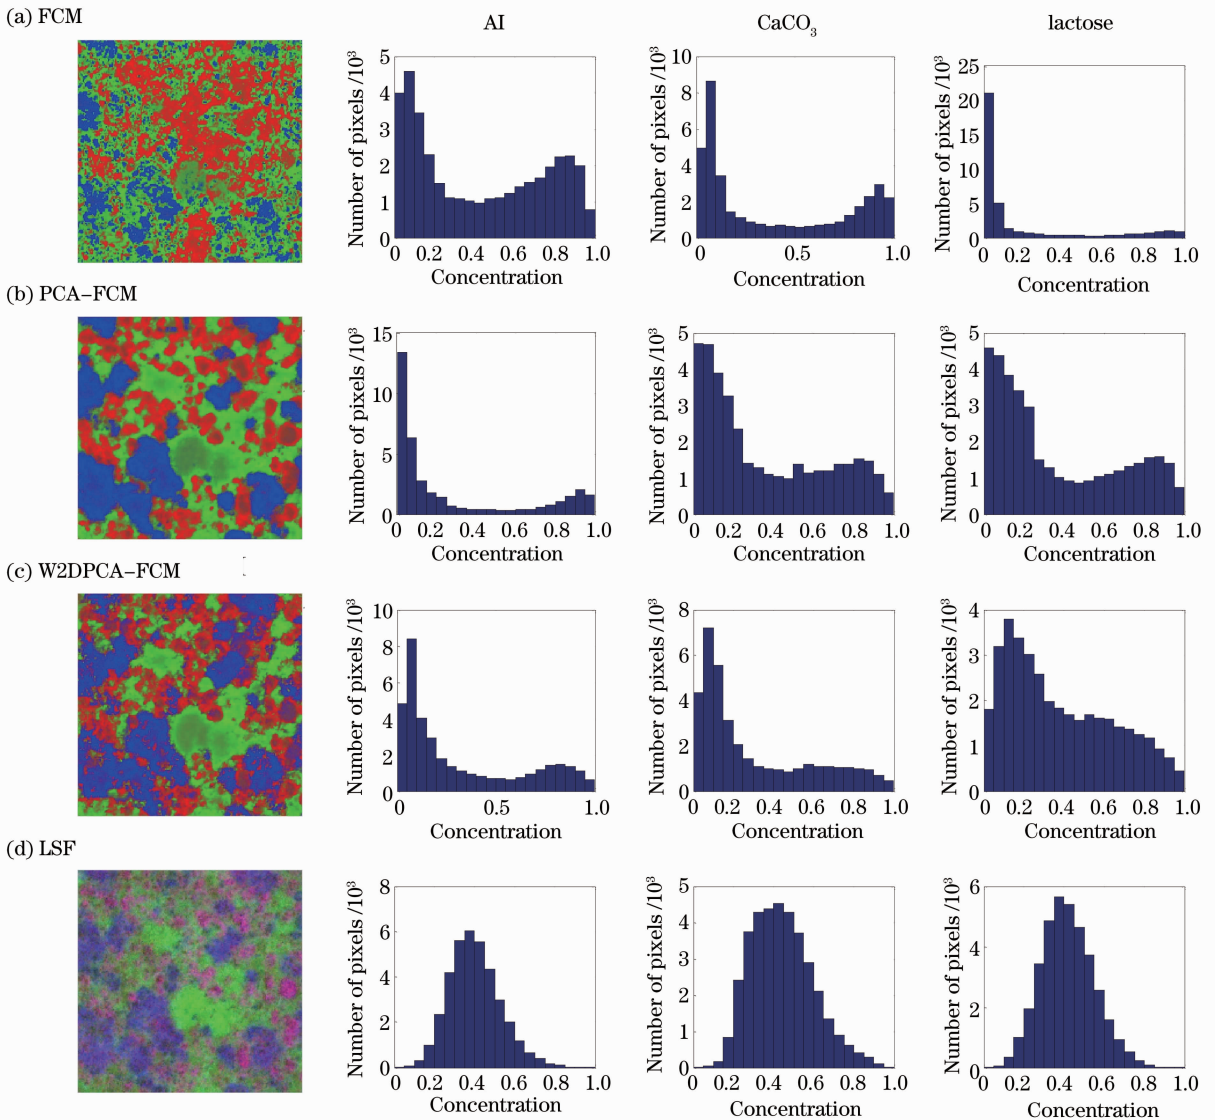 (a) FCM
AI
CaCO₃
lactose
Number of pixels /10³
5
4
3
2
1
0
0 0.2 0.4 0.6 0.8 1.0
Concentration
Number of pixels /10³
10
8
6
4
2
0
0 0.5 1.0
Concentration
Number of pixels /10³
25
20
15
10
5
0
0 0.2 0.4 0.6 0.8 1.0
Concentration
(b) PCA–FCM
Number of pixels /10³
15
13
10
5
0
0 0.2 0.4 0.6 0.8 1.0
Concentration
Number of pixels /10³
5
4
3
2
1
0
0 0.2 0.4 0.6 0.8 1.0
Concentration
Number of pixels /10³
5
4
3
2
1
0
0 0.2 0.4 0.6 0.8 1.0
Concentration
(c) W2DPCA–FCM
Number of pixels /10³
10
8
6
4
2
0
0 0.5 1.0
Concentration
Number of pixels /10³
8
6
4
2
0
0 0.2 0.4 0.6 0.8 1.0
Concentration
Number of pixels /10³
4
3
2
1
0
0 0.2 0.4 0.6 0.8 1.0
Concentration
(d) LSF
Number of pixels /10³
8
6
4
2
0
0 0.2 0.4 0.6 0.8 1.0
Concentration
Number of pixels /10³
5
4
3
2
1
0
0 0.2 0.4 0.6 0.8 1.0
Concentration
Number of pixels /10³
6
4
2
0
0 0.2 0.4 0.6 0.8 1.0
Concentration